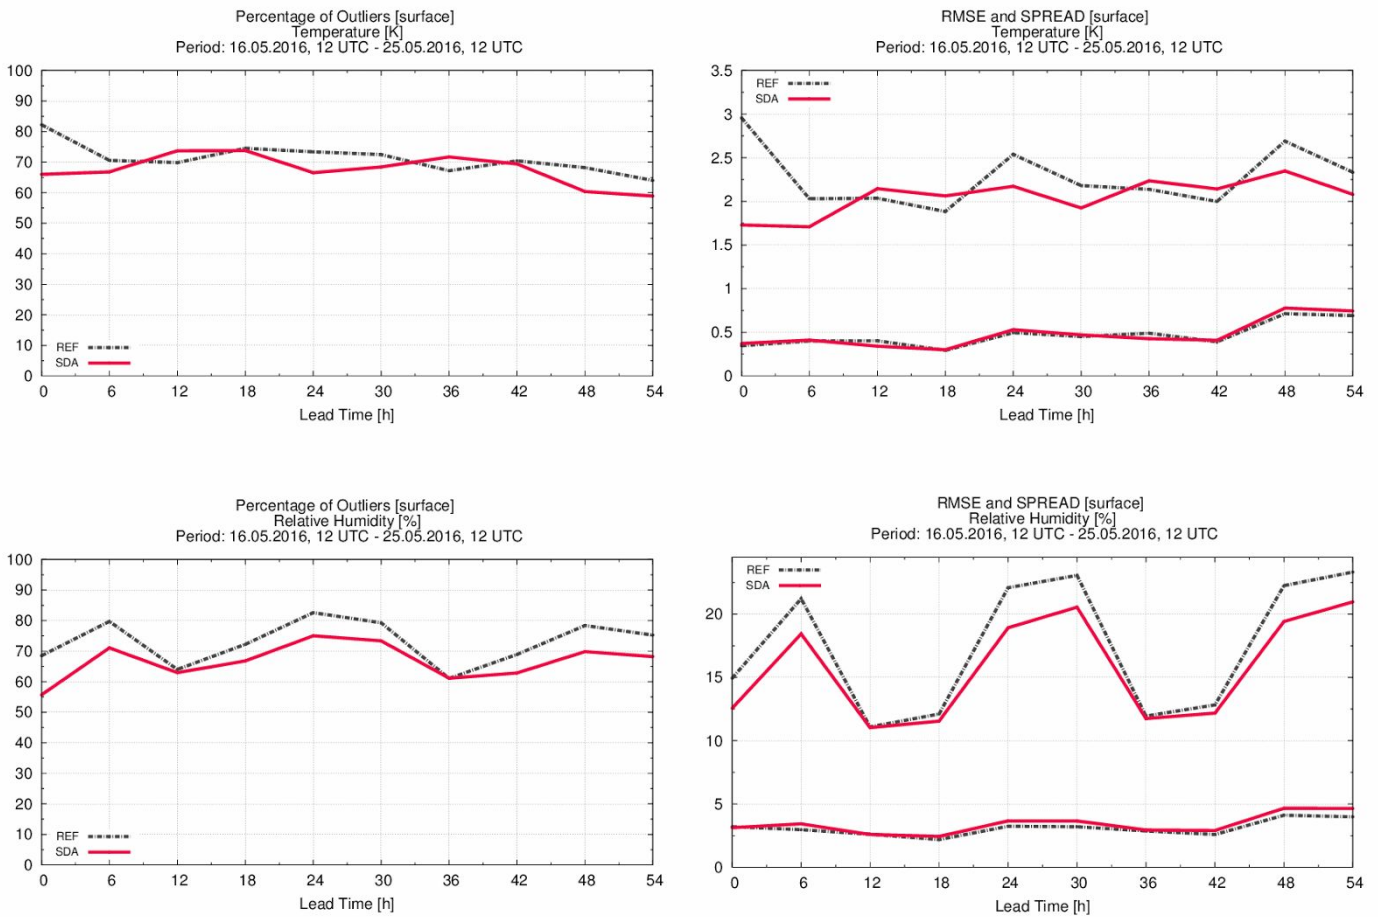 Percentage of Outliers [surface]
Temperature [K]
Period: 16.05.2016, 12 UTC - 25.05.2016, 12 UTC
100
90
80
70
60
50
40
30
20
10
0
REF
SDA
0 6 12 18 24 30 36 42 48 54
Lead Time [h]
RMSE and SPREAD [surface]
Temperature [K]
Period: 16.05.2016, 12 UTC - 25.05.2016, 12 UTC
3.5
3
2.5
2
1.5
1
0.5
0
REF
SDA
0 6 12 18 24 30 36 42 48 54
Lead Time [h]
Percentage of Outliers [surface]
Relative Humidity [%]
Period: 16.05.2016, 12 UTC - 25.05.2016, 12 UTC
100
90
80
70
60
50
40
30
20
10
0
REF
SDA
0 6 12 18 24 30 36 42 48 54
Lead Time [h]
RMSE and SPREAD [surface]
Relative Humidity [%]
Period: 16.05.2016, 12 UTC - 25.05.2016, 12 UTC
REF
SDA
20
15
10
5
0
0 6 12 18 24 30 36 42 48 54
Lead Time [h]